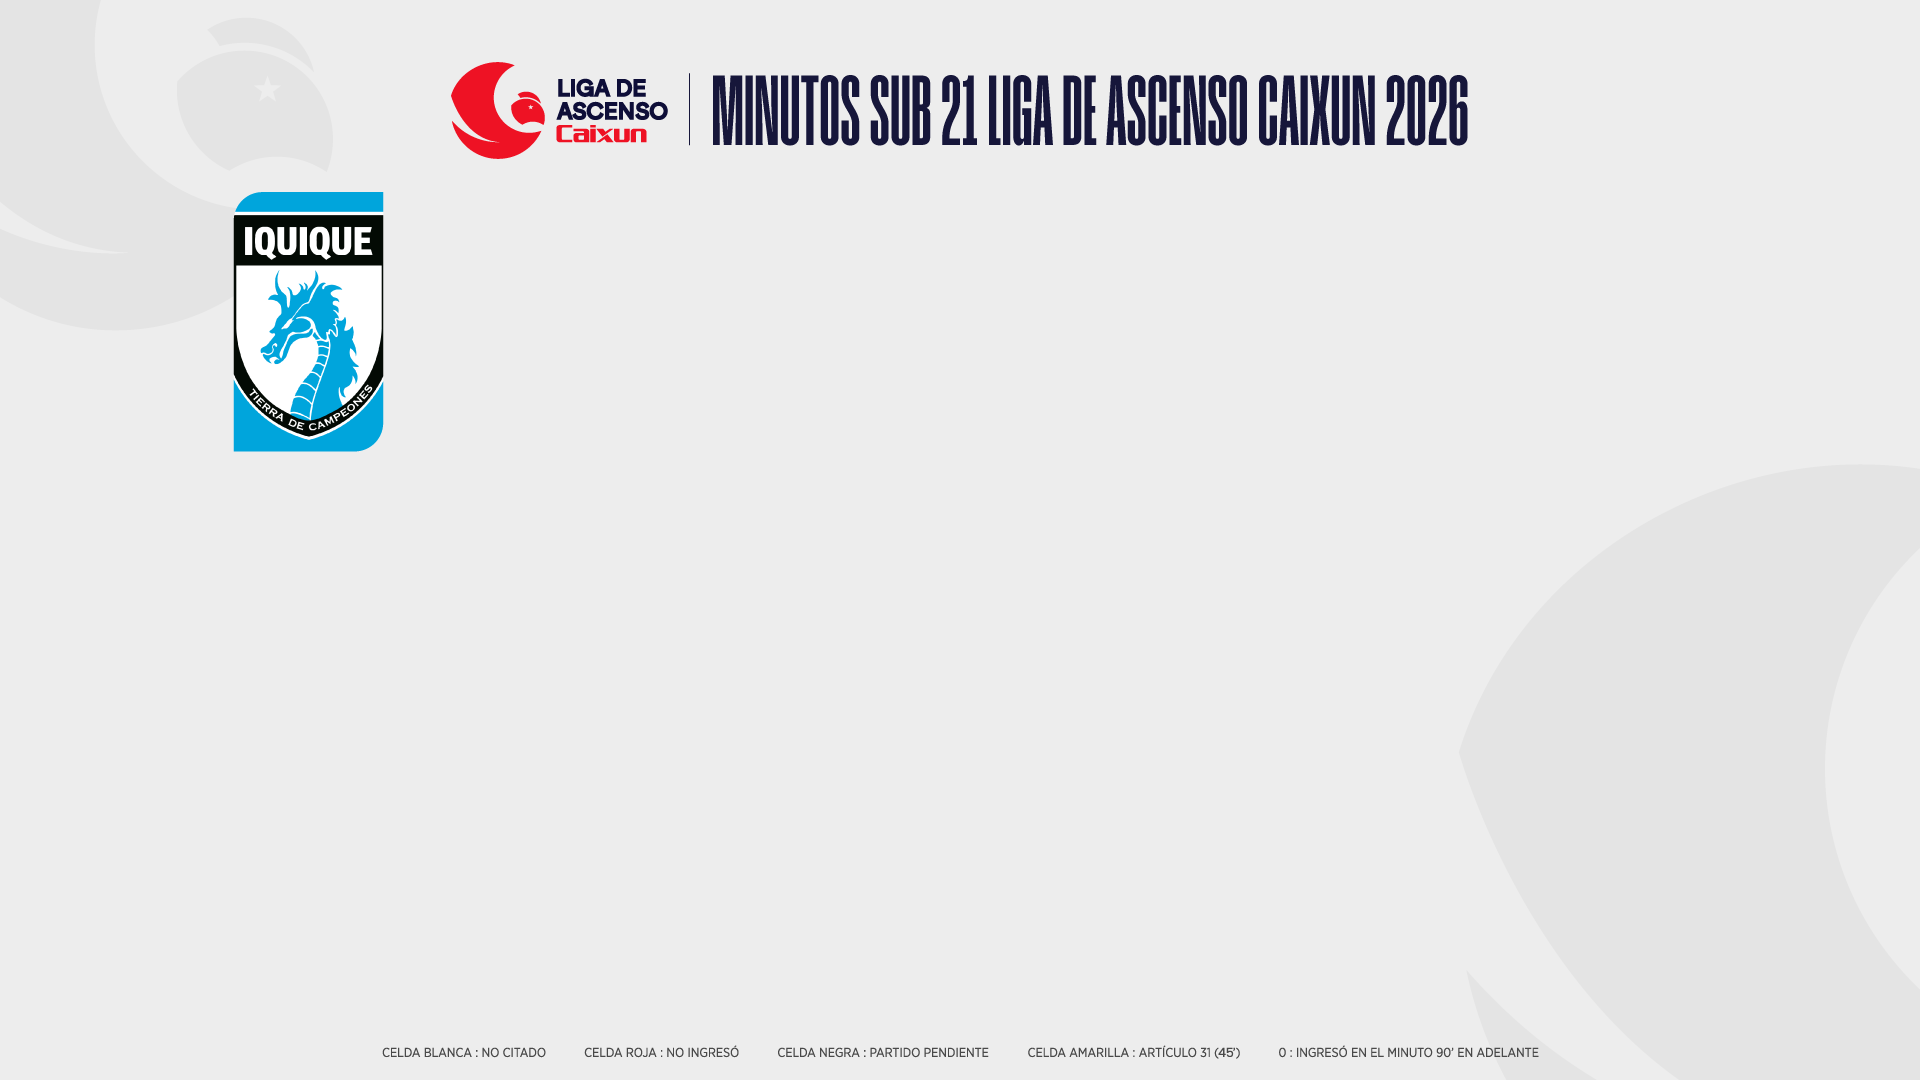 LIGA DE
ASCENSO
Caixun
MINUTOS SUB 21 LIGA DE ASCENSO CAIXUN 2026
IQUIQUE
TIERRA DE CAMPEONES
CELDA BLANCA : NO CITADO
CELDA ROJA : NO INGRESÓ
CELDA NEGRA : PARTIDO PENDIENTE
CELDA AMARILLA : ARTÍCULO 31 (45')
0 : INGRESÓ EN EL MINUTO 90' EN ADELANTE